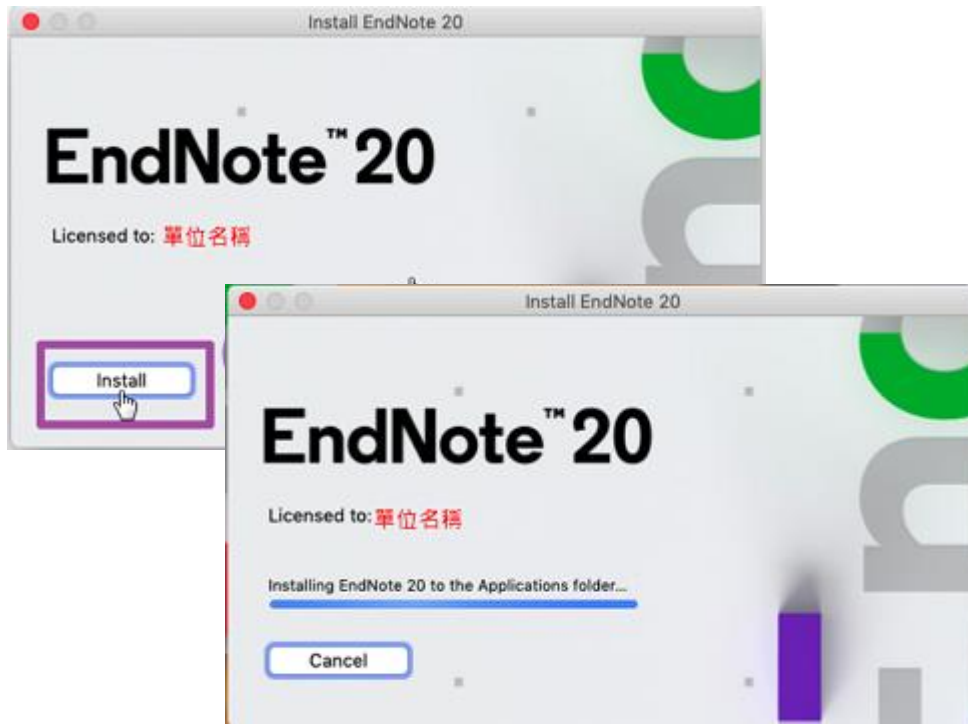 Install EndNote 20
EndNote™ 20
Licensed to: 單位名稱
Install
Install EndNote 20
EndNote™ 20
Licensed to: 單位名稱
Installing EndNote 20 to the Applications folder...
Cancel